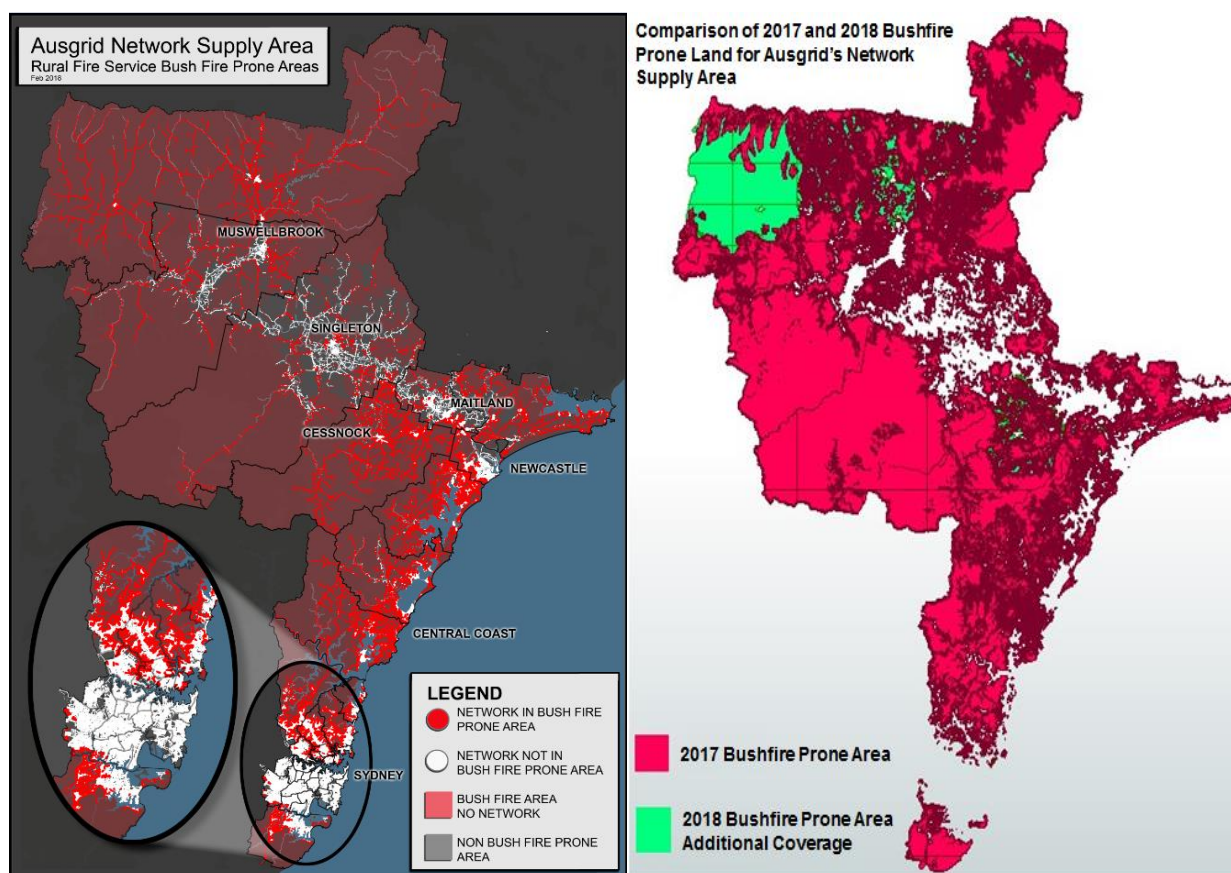 Ausgrid Network Supply Area
Rural Fire Service Bush Fire Prone Areas
Feb 2018
MUSWELLBROOK
SINGLETON
MAITLAND
CESSNOCK
NEWCASTLE
CENTRAL COAST
SYDNEY
LEGEND
NETWORK IN BUSH FIRE
PRONE AREA
NETWORK NOT IN
BUSH FIRE PRONE AREA
BUSH FIRE AREA
NO NETWORK
NON BUSH FIRE PRONE
AREA
Comparison of 2017 and 2018 Bushfire
Prone Land for Ausgrid's Network
Supply Area
2017 Bushfire Prone Area
2018 Bushfire Prone Area
Additional Coverage